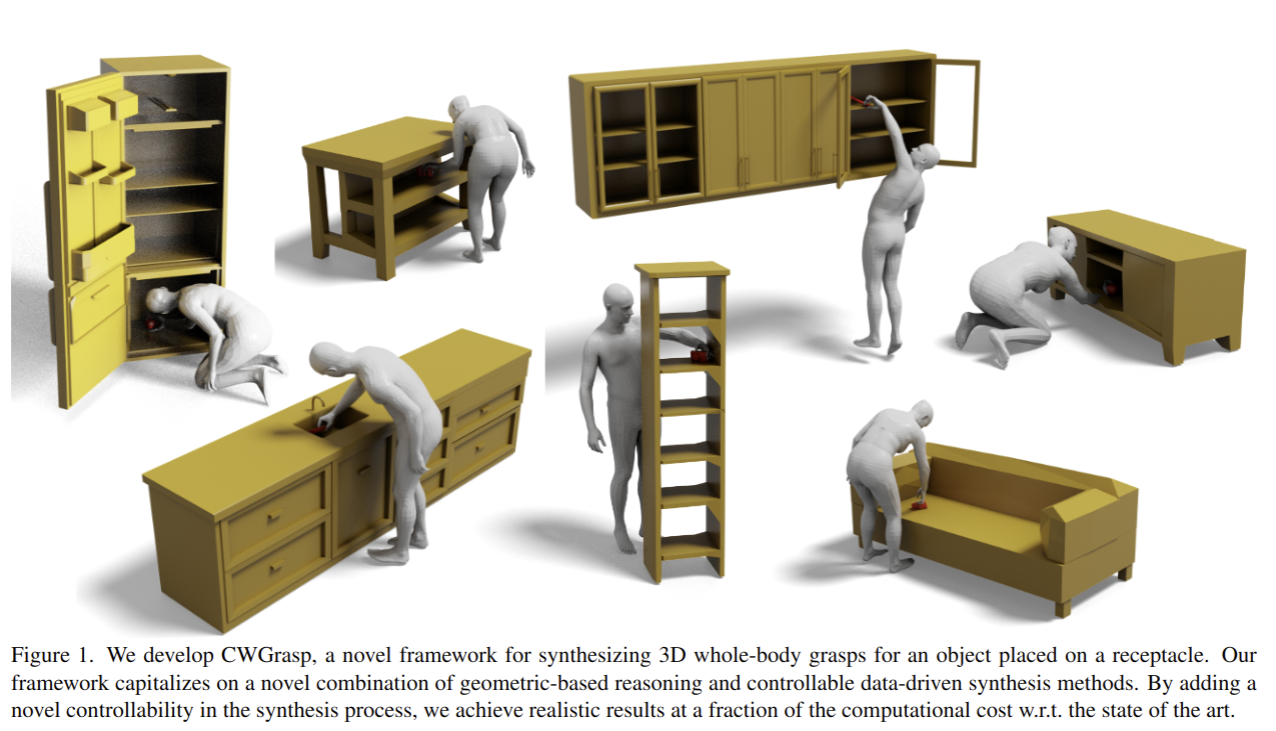 Figure 1. We develop CWGrasp, a novel framework for synthesizing 3D whole-body grasps for an object placed on a receptacle. Our
framework capitalizes on a novel combination of geometric-based reasoning and controllable data-driven synthesis methods. By adding a
novel controllability in the synthesis process, we achieve realistic results at a fraction of the computational cost w.r.t. the state of the art.